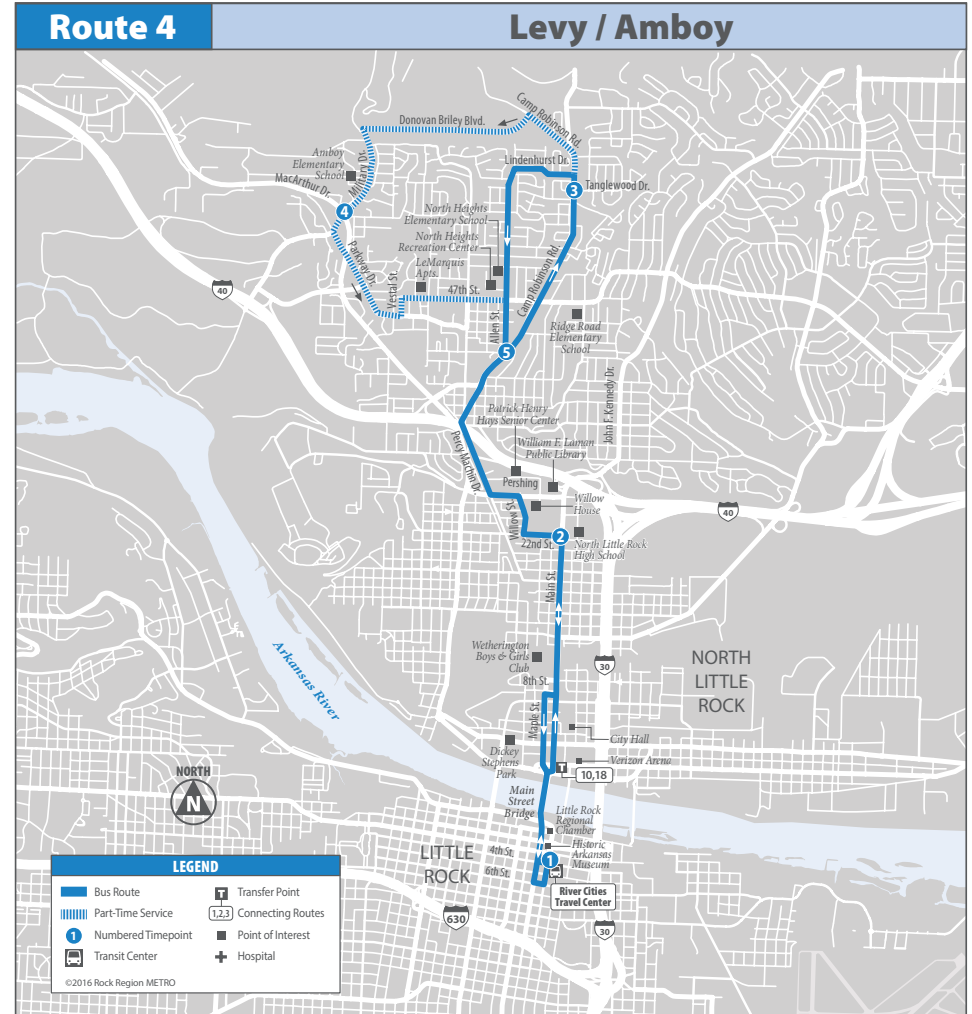 Route 4
Levy / Amboy
Camp Robinson Rd.
Donovan Briley Blvd.
Amboy
Elementary
School
MacArthur Dr.
Military Dr.
Lindenhurst Dr.
3
Tanglewood Dr.
4
North Heights
Elementary School
North Heights
Recreation Center
LeMarquis
Apts.
Parkway Dr.
Vestal St.
47th St.
40
Allen St.
Camp Robinson Rd.
Ridge Road
Elementary
School
5
John F. Kennedy Dr.
Patrick Henry
Hays Senior Center
William F. Laman
Public Library
Percy Machin Dr.
Pershing
Willow
House
Willow St.
40
22nd St.
2
North Little Rock
High School
Main St.
Wetherington
Boys & Girls
Club
8th St.
30
NORTH
LITTLE
ROCK
Arkansas River
Maple St.
City Hall
Dickey
Stephens
Park
Verizon Arena
T
10,18
NORTH
N
Main
Street
Bridge
Little Rock
Regional
Chamber
Historic
Arkansas
Museum
LITTLE
ROCK
4th St.
6th St.
1
River Cities
Travel Center
630
30
LEGEND
Bus Route
T
Transfer Point
Part-Time Service
1,2,3
Connecting Routes
1
Numbered Timepoint
Point of Interest
Transit Center
Hospital
©2016 Rock Region METRO